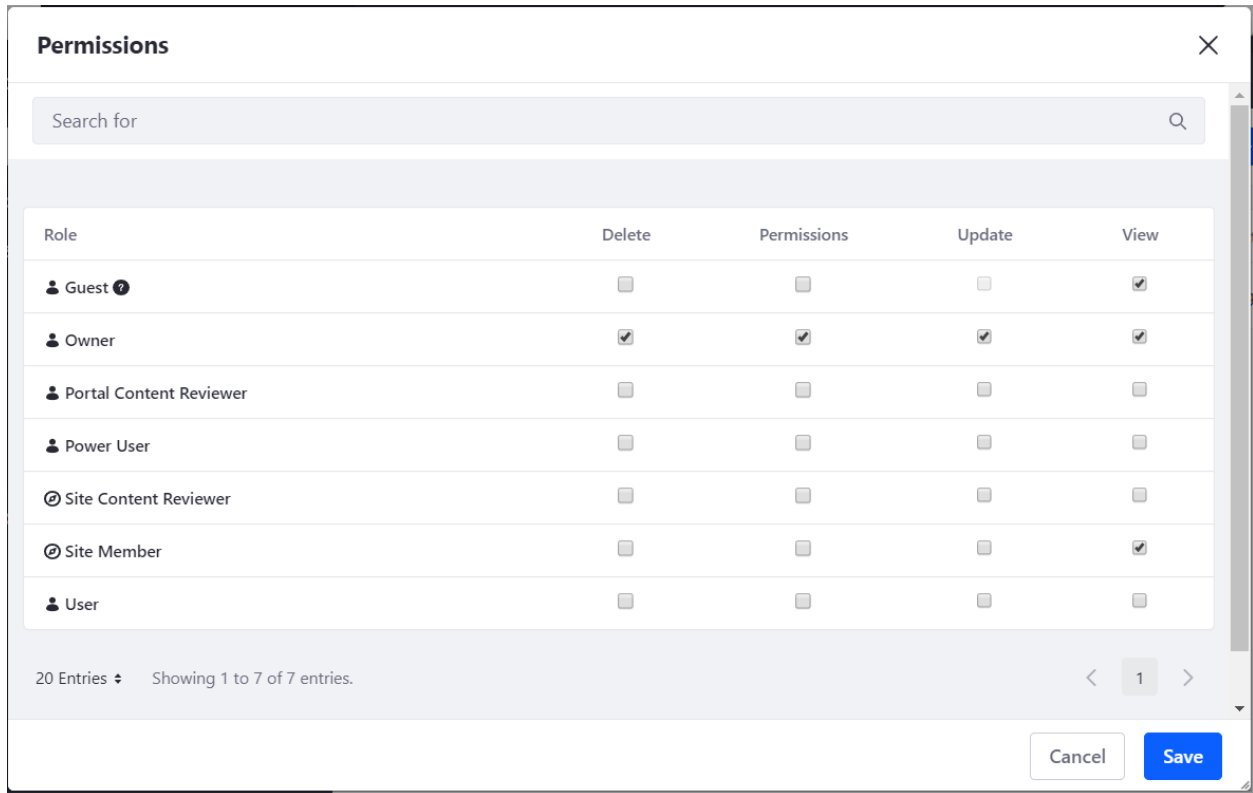 Permissions
Search for
Role Delete Permissions Update View
Guest ?
Owner
Portal Content Reviewer
Power User
Site Content Reviewer
Site Member
User
20 Entries Showing 1 to 7 of 7 entries. 1
Cancel Save